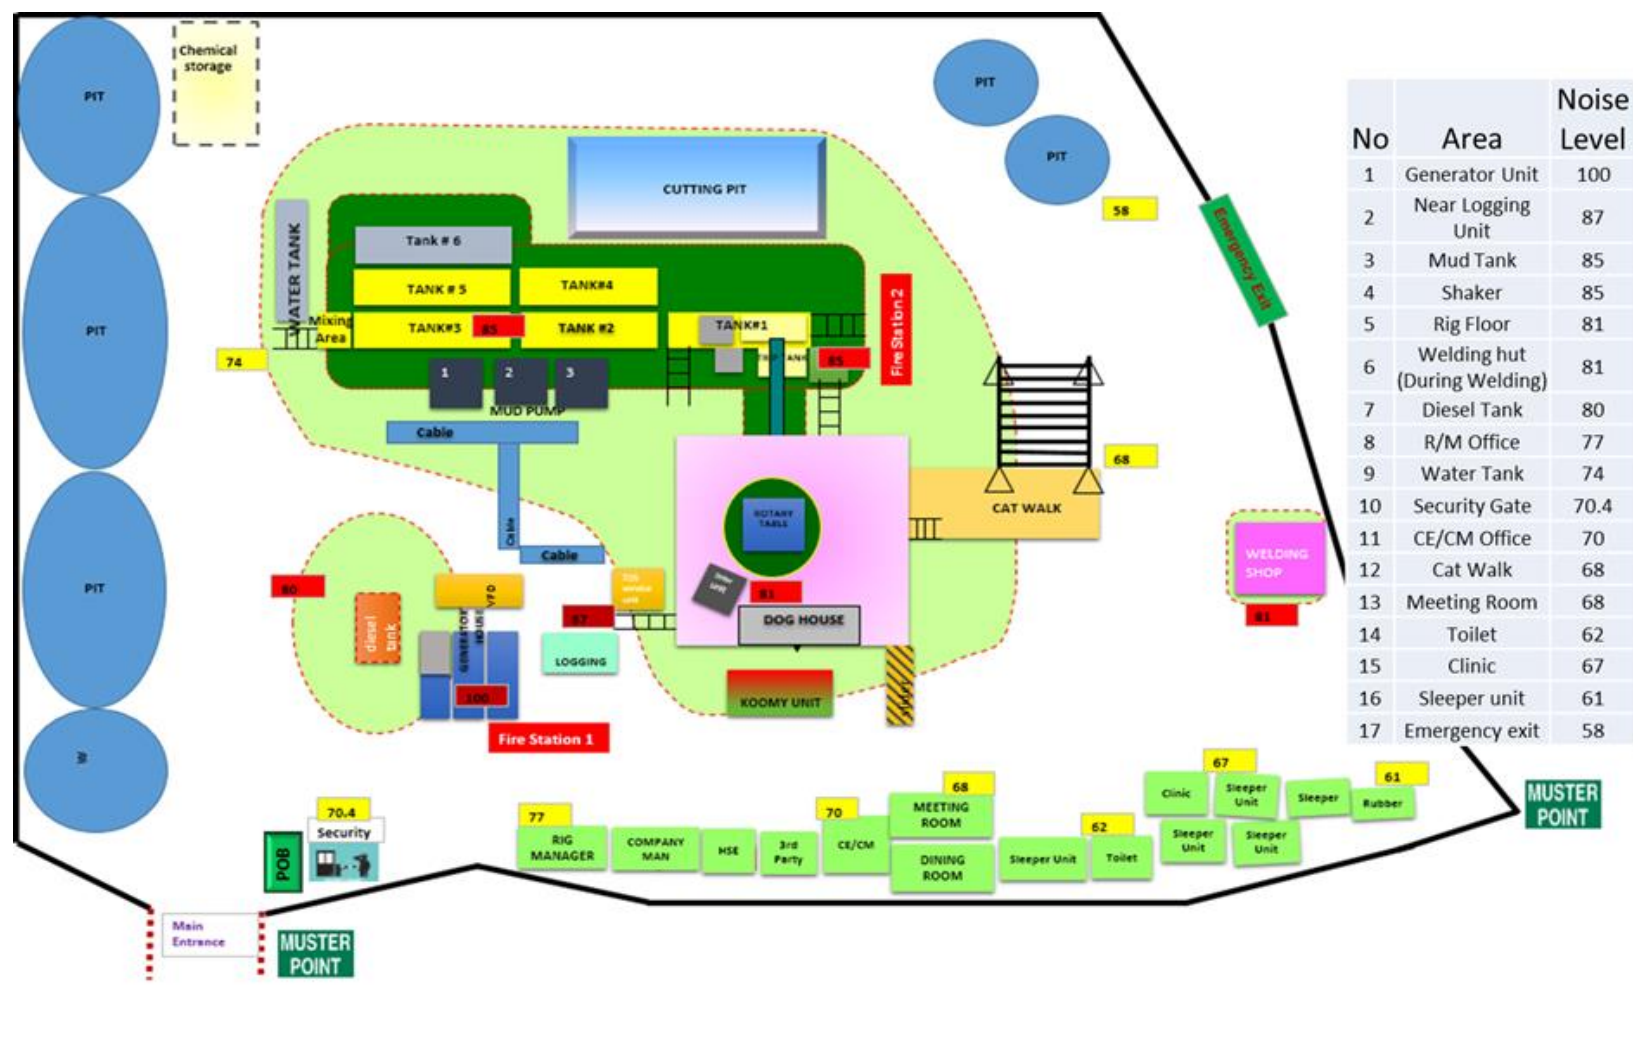 PIT
Chemical
storage
PIT
PIT
58
Emergency Exit
CUTTING PIT
WATER TANK
Tank # 6
TANK # 5
TANK#4
Mixing
Area
TANK#3
85
TANK #2
TANK#1
TANK
85
Fire Station 2
74
1
2
3
MUD PUMP
Cable
PIT
68
CAT WALK
ROTARY
TABLE
Cable
Cable
WELDING
SHOP
81
80
VFD
diesel
tank
GENERATOR
HOUSE
87
unit
81
DOG HOUSE
LOGGING
PIT
100
KOOMY UNIT
Fire Station 1
W
67
61
68
Clinic
Sleeper
Unit
Sleeper
Rubber
MUSTER
POINT
70.4
Security
POB
77
RIG
MANAGER
COMPANY
MAN
HSE
3rd
Party
70
CE/CM
MEETING
ROOM
DINING
ROOM
Sleeper Unit
62
Toilet
Sleeper
Unit
Sleeper
Unit
Main
Entrance
MUSTER
POINT
No Area Noise Level
1 Generator Unit 100
2 Near Logging Unit 87
3 Mud Tank 85
4 Shaker 85
5 Rig Floor 81
6 Welding hut (During Welding) 81
7 Diesel Tank 80
8 R/M Office 77
9 Water Tank 74
10 Security Gate 70.4
11 CE/CM Office 70
12 Cat Walk 68
13 Meeting Room 68
14 Toilet 62
15 Clinic 67
16 Sleeper unit 61
17 Emergency exit 58